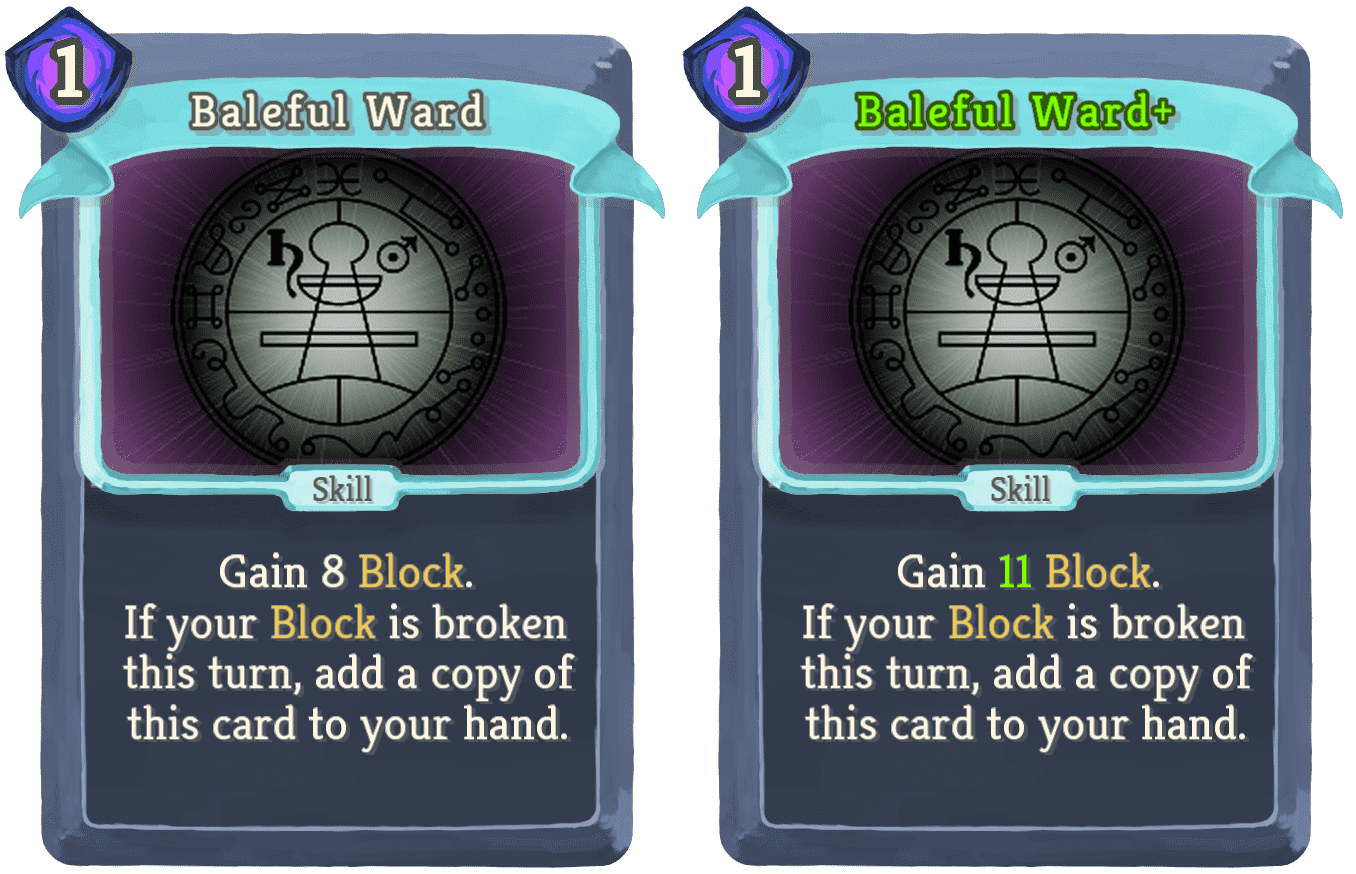 1
Baleful Ward
Skill
Gain 8 Block.
If your Block is broken
this turn, add a copy of
this card to your hand.
1
Baleful Ward+
Skill
Gain 11 Block.
If your Block is broken
this turn, add a copy of
this card to your hand.